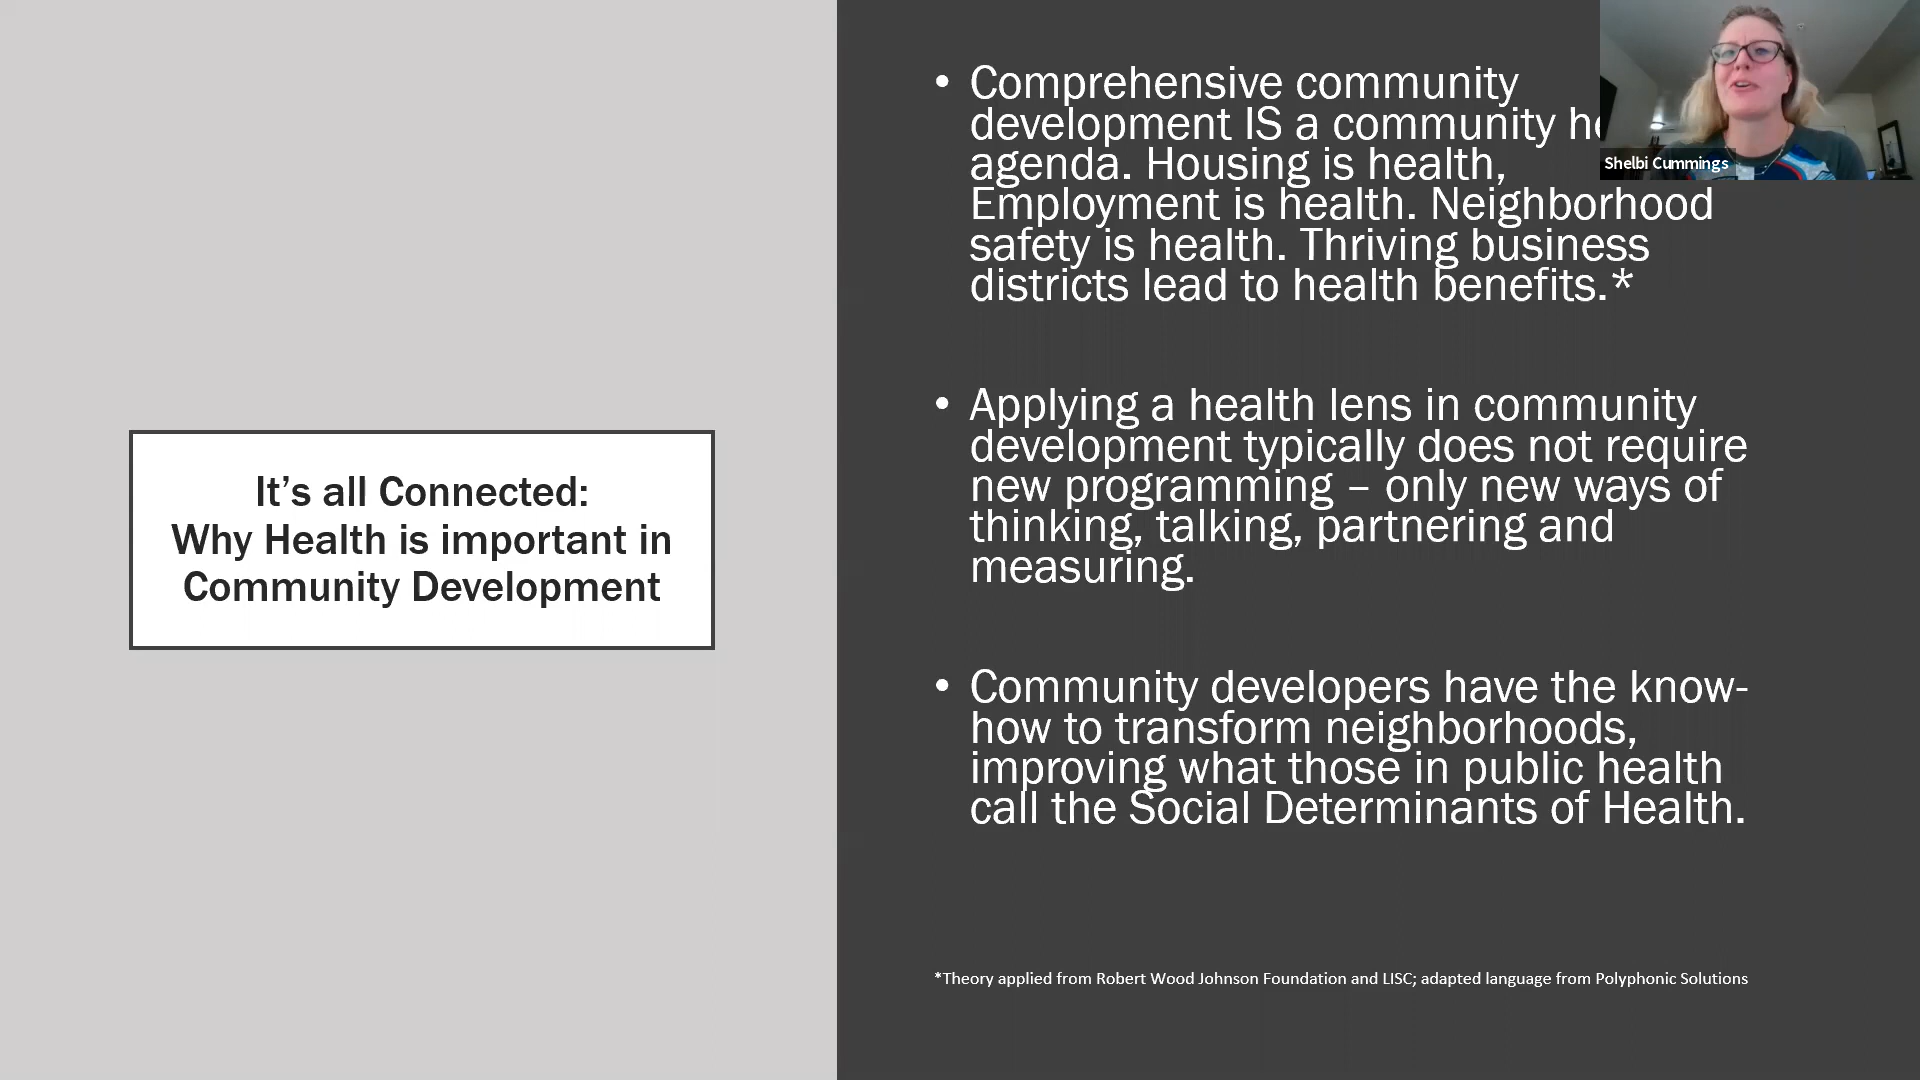 It's all Connected:
Why Health is important in
Community Development
• Comprehensive community
development IS a community
agenda. Housing is health,
Employment is health. Neighborhood
safety is health. Thriving business
districts lead to health benefits.*
• Applying a health lens in community
development typically does not require
new programming – only new ways of
thinking, talking, partnering and
measuring.
• Community developers have the know-
how to transform neighborhoods,
improving what those in public health
call the Social Determinants of Health.
*Theory applied from Robert Wood Johnson Foundation and LISC; adapted language from Polyphonic Solutions
Shelbi Cummings